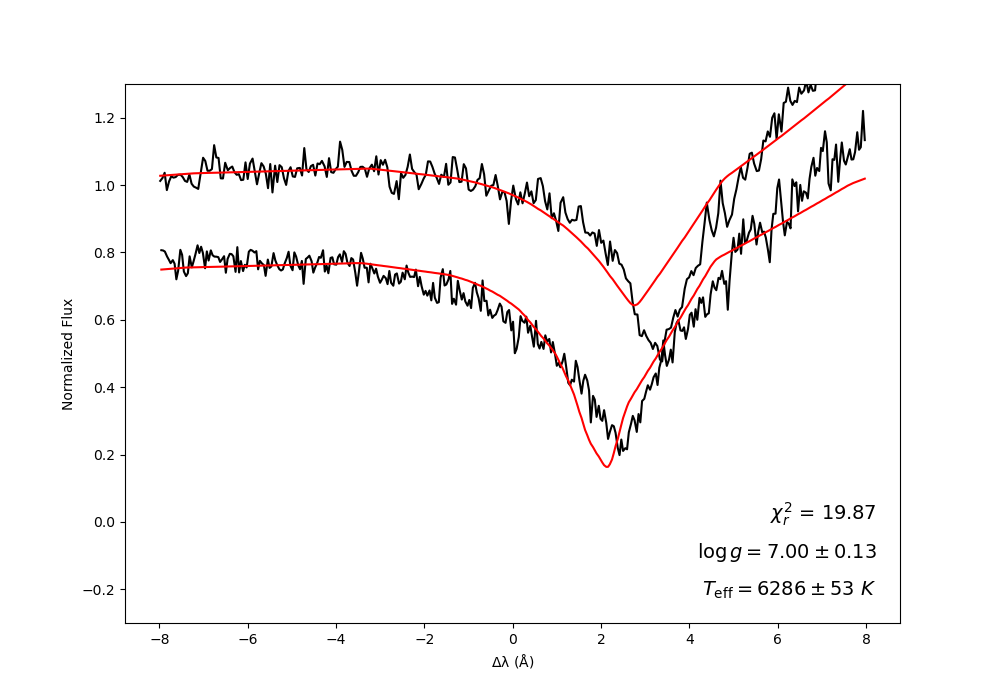 1.2
1.0
0.8
0.6
0.4
0.2
0.0
−0.2
Normalized Flux
χ²ᵣ = 19.87
log g = 7.00 ± 0.13
T_eff = 6286 ± 53 K
−8 −6 −4 −2 0 2 4 6 8
Δλ (Å)